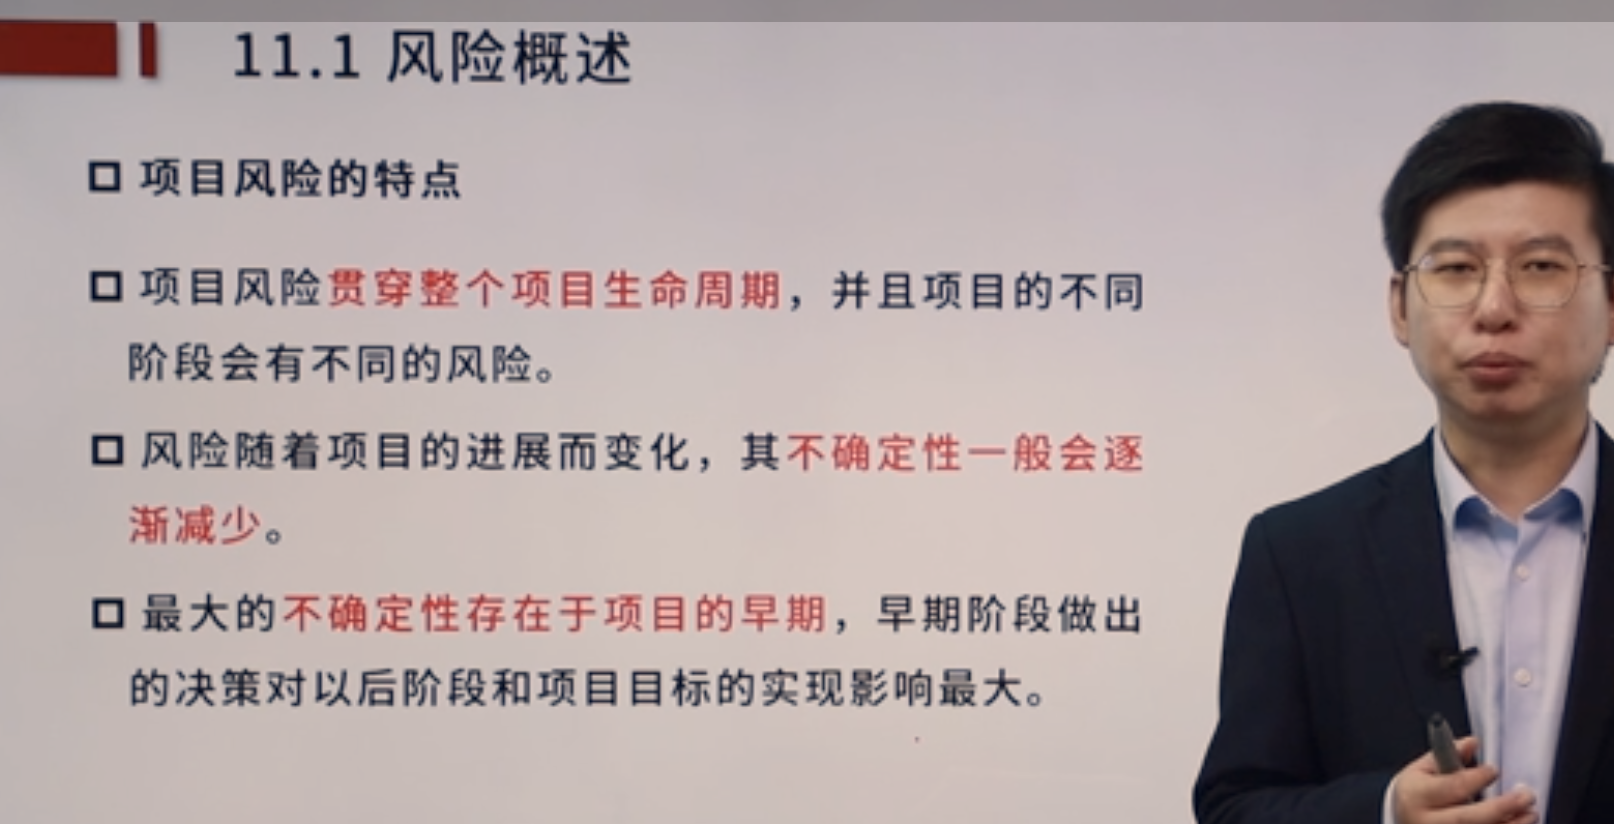 11.1 风险概述
项目风险的特点
项目风险贯穿整个项目生命周期，并且项目的不同
阶段会有不同的风险。
风险随着项目的进展而变化，其不确定性一般会逐
渐减少。
最大的不确定性存在于项目的早期，早期阶段做出
的决策对以后阶段和项目目标的实现影响最大。